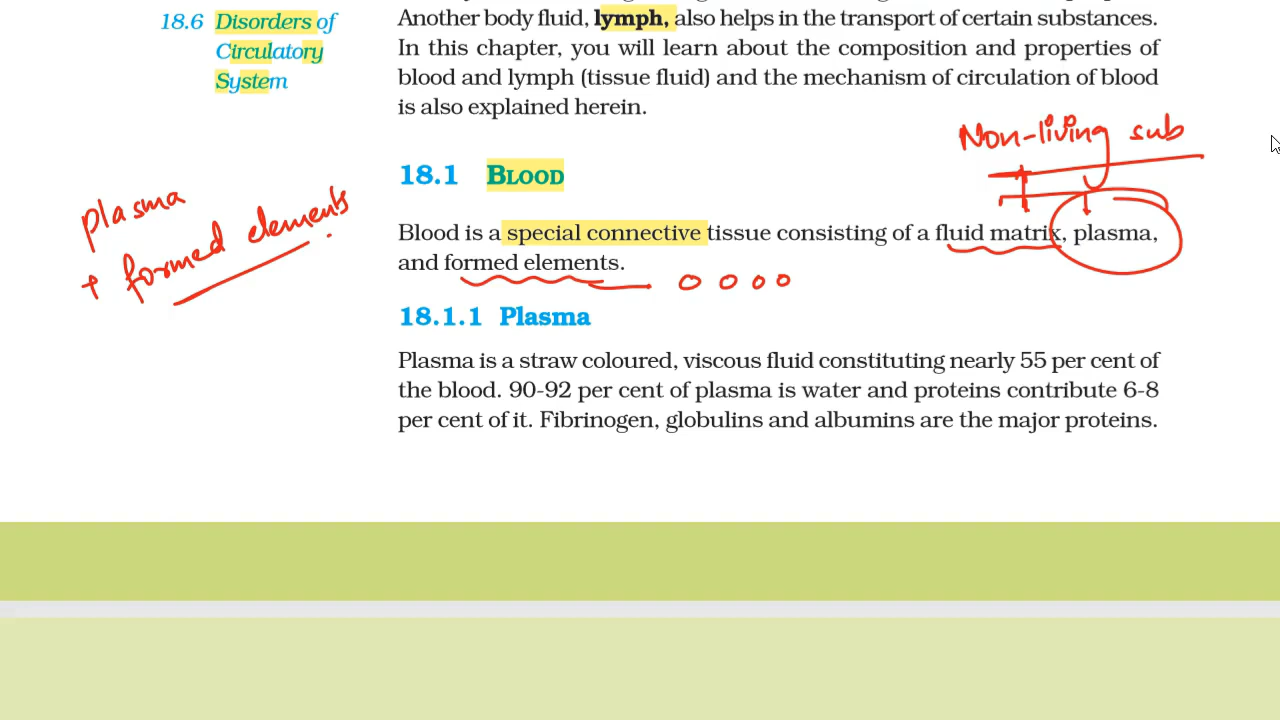 18.6 Disorders of
Circulatory
System
Another body fluid, lymph, also helps in the transport of certain substances.
In this chapter, you will learn about the composition and properties of
blood and lymph (tissue fluid) and the mechanism of circulation of blood
is also explained herein.
Non-living sub
18.1 BLOOD
plasma
+ formed elements
Blood is a special connective tissue consisting of a fluid matrix, plasma,
and formed elements.
18.1.1 Plasma
Plasma is a straw coloured, viscous fluid constituting nearly 55 per cent of
the blood. 90-92 per cent of plasma is water and proteins contribute 6-8
per cent of it. Fibrinogen, globulins and albumins are the major proteins.